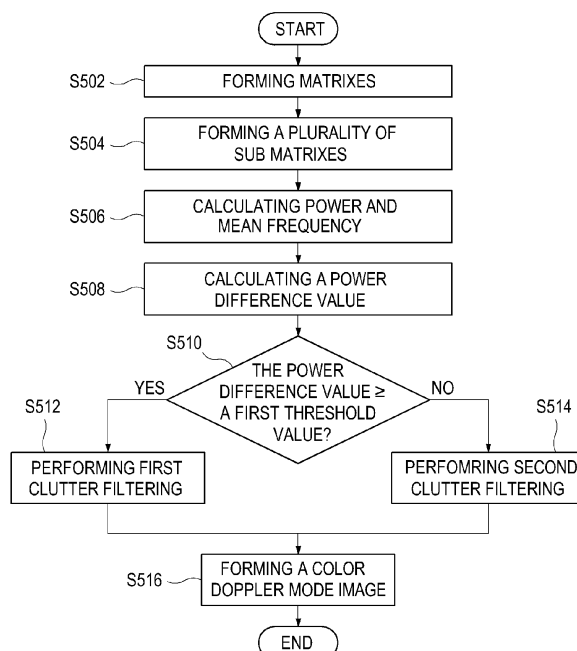 START
S502
FORMING MATRIXES
S504
FORMING A PLURALITY OF
SUB MATRIXES
S506
CALCULATING POWER AND
MEAN FREQUENCY
S508
CALCULATING A POWER
DIFFERENCE VALUE
S510
THE POWER
DIFFERENCE VALUE ≥
A FIRST THRESHOLD
VALUE?
YES
NO
S512
PERFORMING FIRST
CLUTTER FILTERING
S514
PERFOMRING SECOND
CLUTTER FILTERING
S516
FORMING A COLOR
DOPPLER MODE IMAGE
END